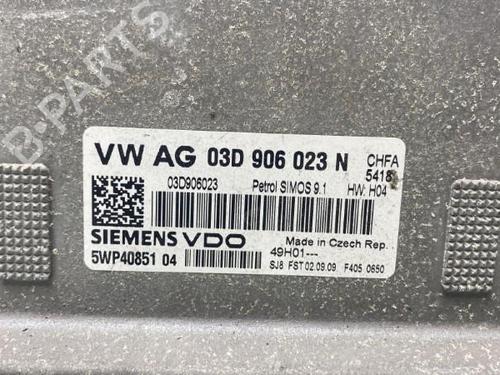 B-PARTS
VW AG 03D 906 023 N CHFA
5418
03D906023 Petrol SIMOS 9.1 HW: H04
SIEMENS VDO Made in Czech Rep.
5WP40851 04 49H01---
SJ8 FST 02.09.09 F405 0650